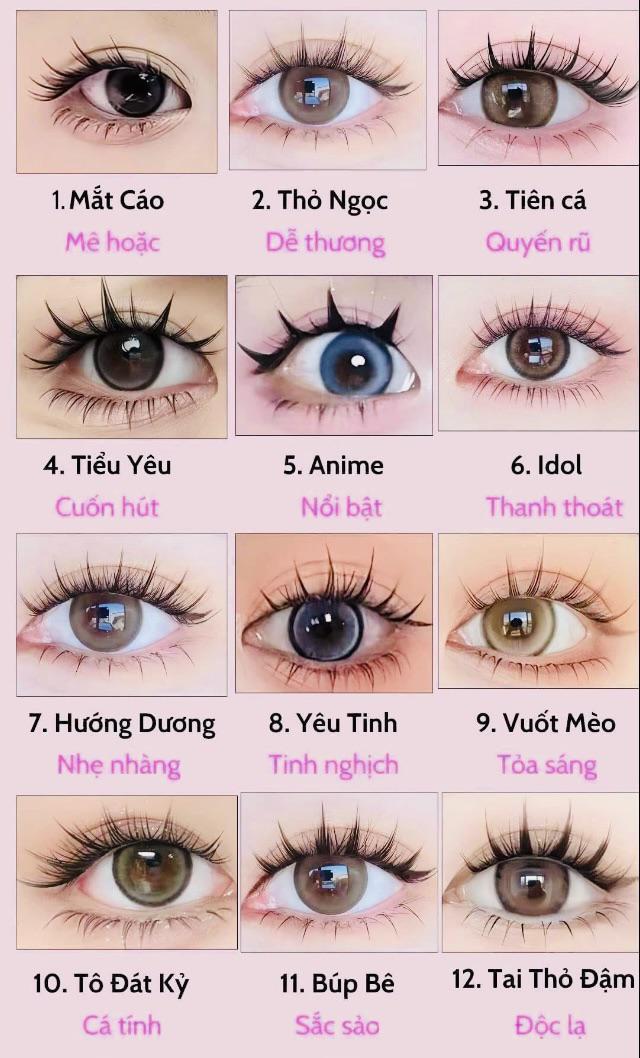 1. Mắt Cáo
Mê hoặc
2. Thỏ Ngọc
Dễ thương
3. Tiên cá
Quyến rũ
4. Tiểu Yêu
Cuốn hút
5. Anime
Nổi bật
6. Idol
Thanh thoát
7. Hướng Dương
Nhẹ nhàng
8. Yêu Tinh
Tinh nghịch
9. Vuốt Mèo
Tỏa sáng
10. Tô Đát Kỷ
Cá tính
11. Búp Bê
Sắc sảo
12. Tai Thỏ Đậm
Độc lạ